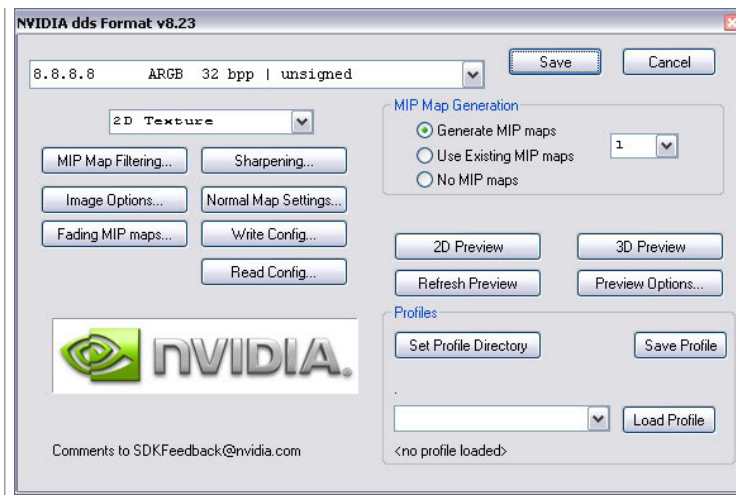 NVIDIA dds Format v8.23
8.8.8.8 ARGB 32 bpp | unsigned
Save
Cancel
2D Texture
MIP Map Generation
Generate MIP maps
Use Existing MIP maps
No MIP maps
1
MIP Map Filtering...
Sharpening...
Image Options...
Normal Map Settings...
Fading MIP maps...
Write Config...
Read Config...
2D Preview
3D Preview
Refresh Preview
Preview Options...
Profiles
Set Profile Directory
Save Profile
.
Load Profile
<no profile loaded>
NVIDIA.
Comments to SDKFeedback@nvidia.com